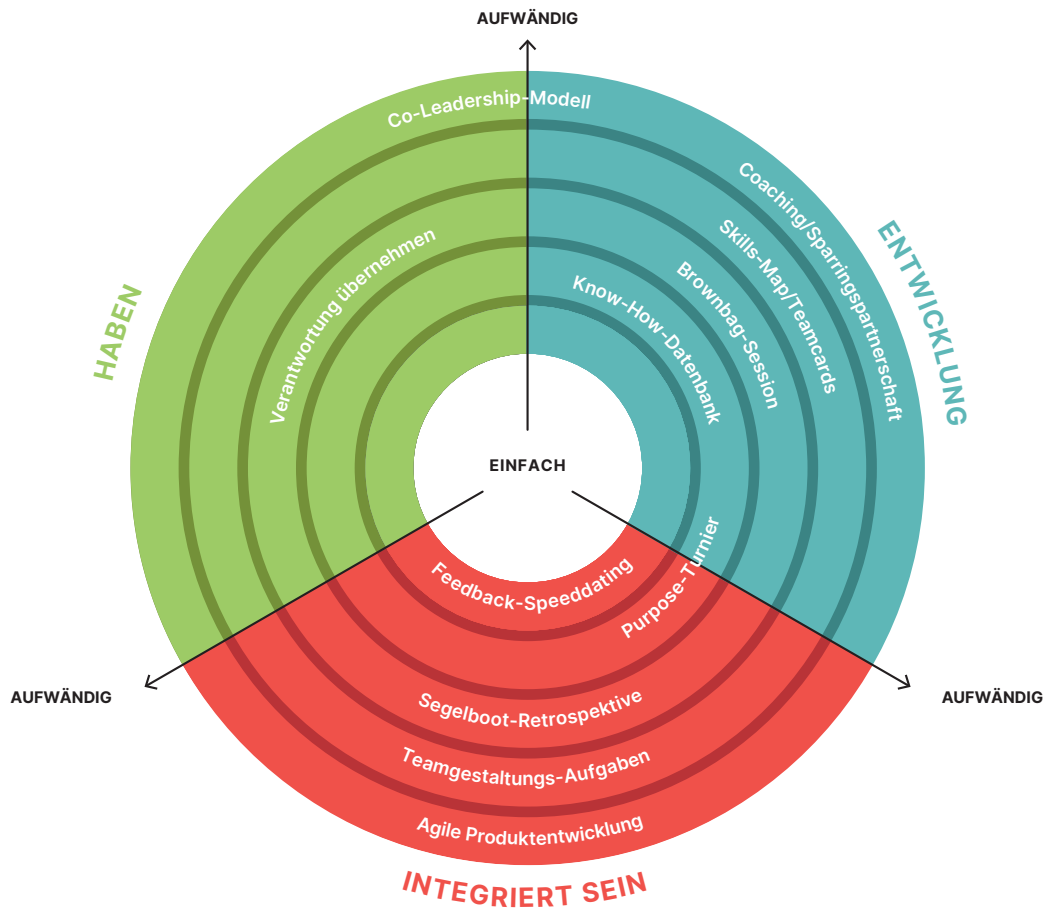 AUFWÄNDIG
Co-Leadership-Modell
Coaching/Sparringspartnerschaft
Skills-Map/Teamcards
Brownbag-Session
Know-How-Datenbank
ENTWICKLUNG
Verantwortung übernehmen
HABEN
EINFACH
Purpose-Turnier
Feedback-Speeddating
Segelboot-Retrospektive
Teamgestaltungs-Aufgaben
Agile Produktentwicklung
AUFWÄNDIG
AUFWÄNDIG
INTEGRIERT SEIN